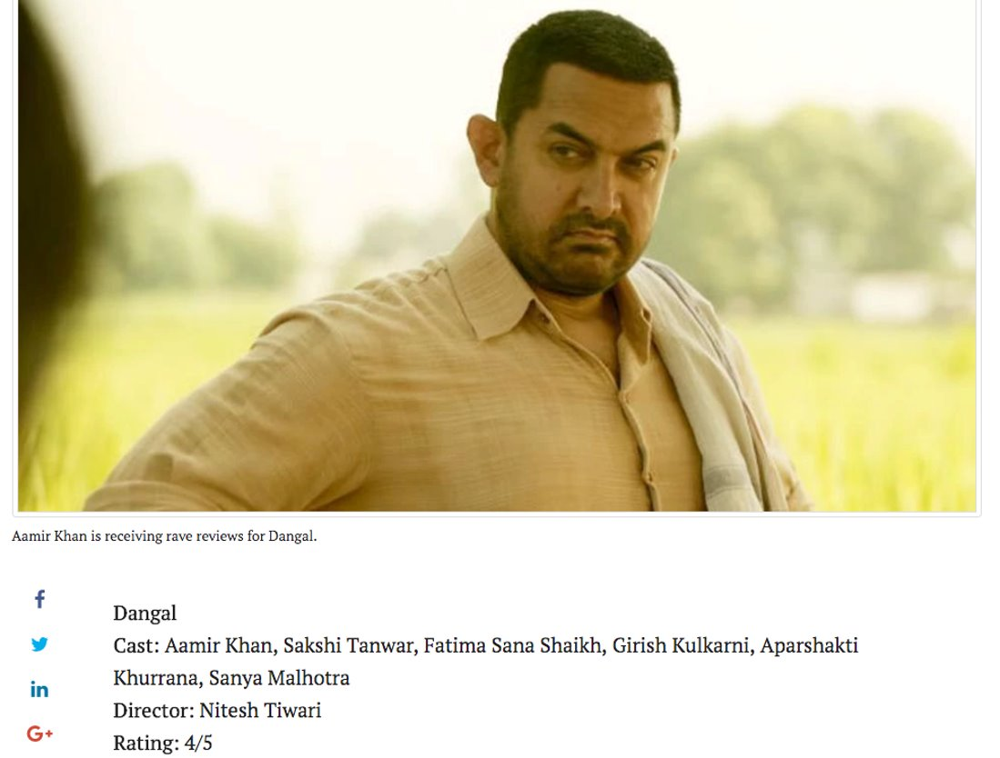 Aamir Khan is receiving rave reviews for Dangal.
Dangal
Cast: Aamir Khan, Sakshi Tanwar, Fatima Sana Shaikh, Girish Kulkarni, Aparshakti
Khurrana, Sanya Malhotra
Director: Nitesh Tiwari
Rating: 4/5